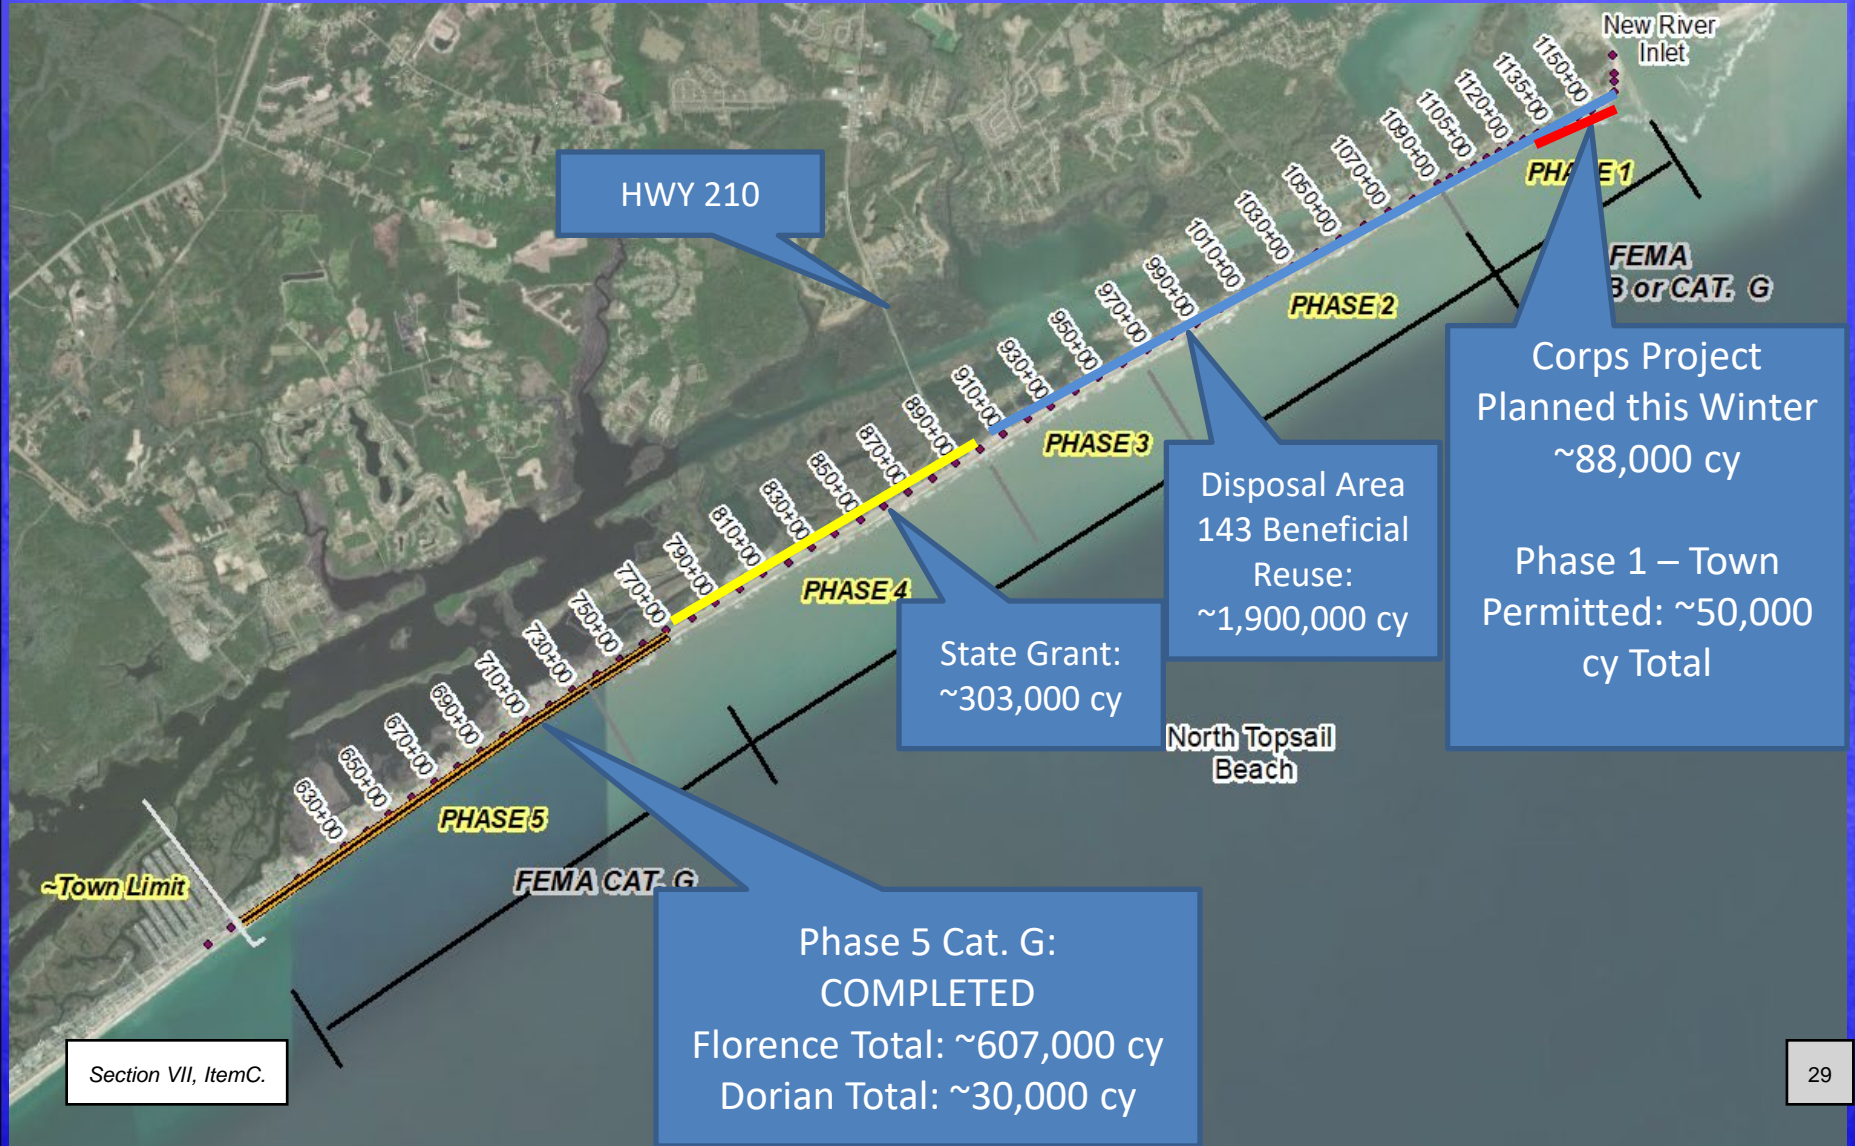 New River
Inlet
1150+00
1135+00
1120+00
1105+00
1090+00
1070+00
1050+00
1030+00
1010+00
990+00
970+00
950+00
930+00
910+00
890+00
870+00
850+00
830+00
810+00
790+00
770+00
750+00
730+00
710+00
690+00
670+00
650+00
630+00
HWY 210
PHASE 1
FEMA
B or CAT. G
PHASE 2
PHASE 3
PHASE 4
PHASE 5
Corps Project
Planned this Winter
~88,000 cy
Phase 1 – Town
Permitted: ~50,000
cy Total
Disposal Area
143 Beneficial
Reuse:
~1,900,000 cy
State Grant:
~303,000 cy
North Topsail
Beach
~Town Limit
FEMA CAT. G
Phase 5 Cat. G:
COMPLETED
Florence Total: ~607,000 cy
Dorian Total: ~30,000 cy
Section VII, ItemC.
29